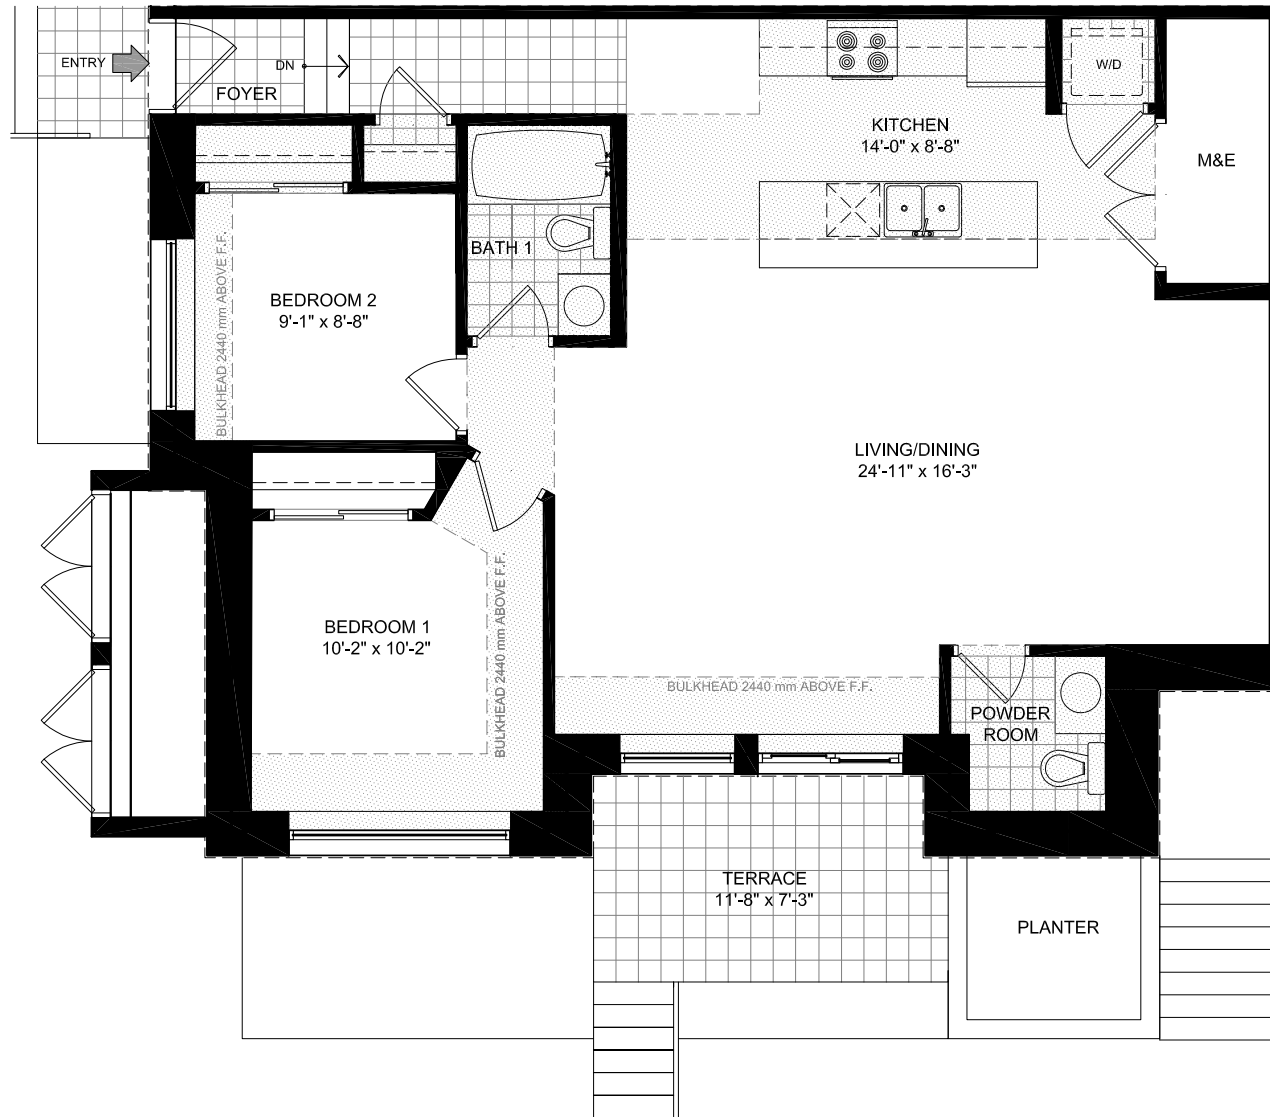 ENTRY
DN
FOYER
W/D
KITCHEN
14'-0" x 8'-8"
M&E
BATH 1
BULKHEAD 2440 mm ABOVE F.F.
BEDROOM 2
9'-1" x 8'-8"
LIVING/DINING
24'-11" x 16'-3"
BEDROOM 1
10'-2" x 10'-2"
BULKHEAD 2440 mm ABOVE F.F.
BULKHEAD 2440 mm ABOVE F.F.
POWDER
ROOM
TERRACE
11'-8" x 7'-3"
PLANTER